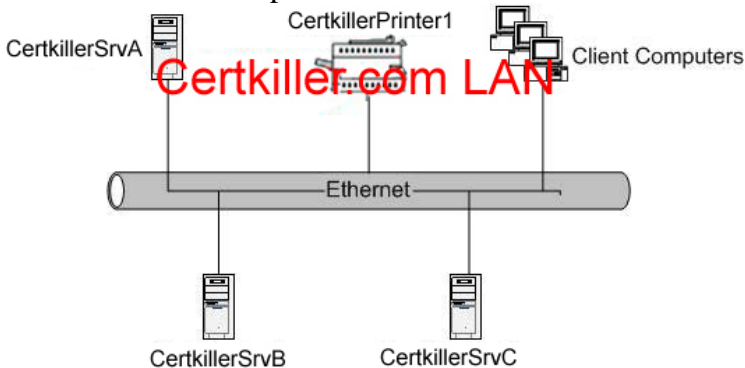 CertkillerPrinter1
CertkillerSrvA
Client Computers
Certkiller.com LAN
Ethernet
CertkillerSrvB
CertkillerSrvC